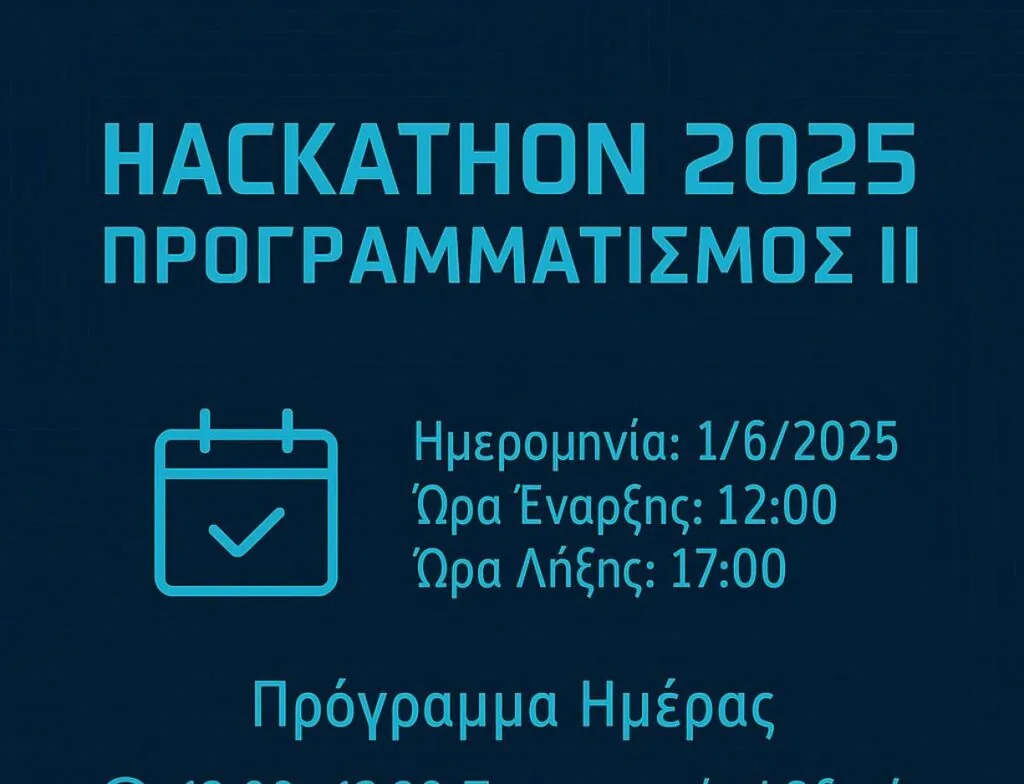 HACKATHON 2025
ΠΡΟΓΡΑΜΜΑΤΙΣΜΟΣ ΙΙ
Ημερομηνία: 1/6/2025
Ώρα Έναρξης: 12:00
Ώρα Λήξης: 17:00
Πρόγραμμα Ημέρας